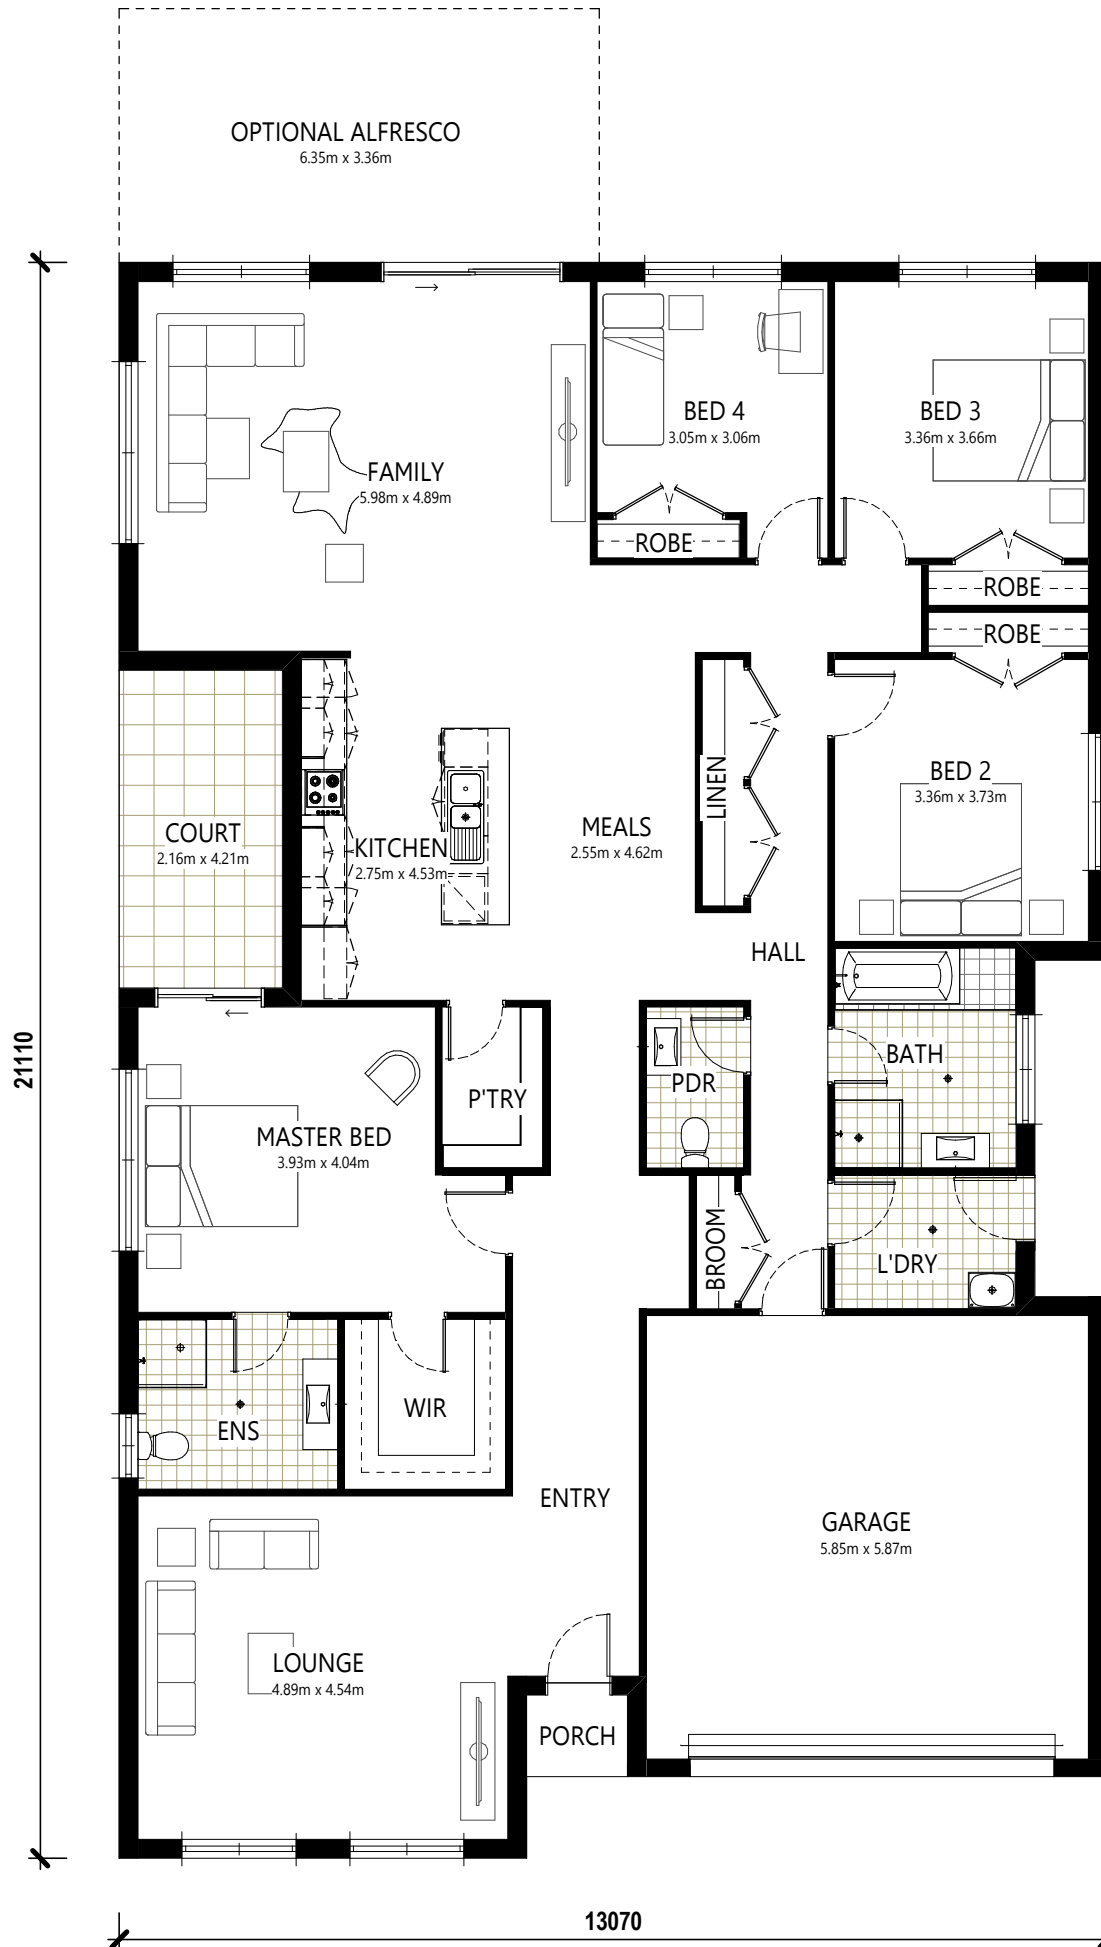 OPTIONAL ALFRESCO
6.35m x 3.36m
BED 4
3.05m x 3.06m
BED 3
3.36m x 3.66m
FAMILY
5.98m x 4.89m
ROBE
ROBE
ROBE
LINEN
BED 2
3.36m x 3.73m
COURT
2.16m x 4.21m
KITCHEN
2.75m x 4.53m
MEALS
2.55m x 4.62m
HALL
21110
BATH
PDR
P'TRY
MASTER BED
3.93m x 4.04m
BROOM
L'DRY
WIR
ENS
ENTRY
GARAGE
5.85m x 5.87m
LOUNGE
4.89m x 4.54m
PORCH
13070